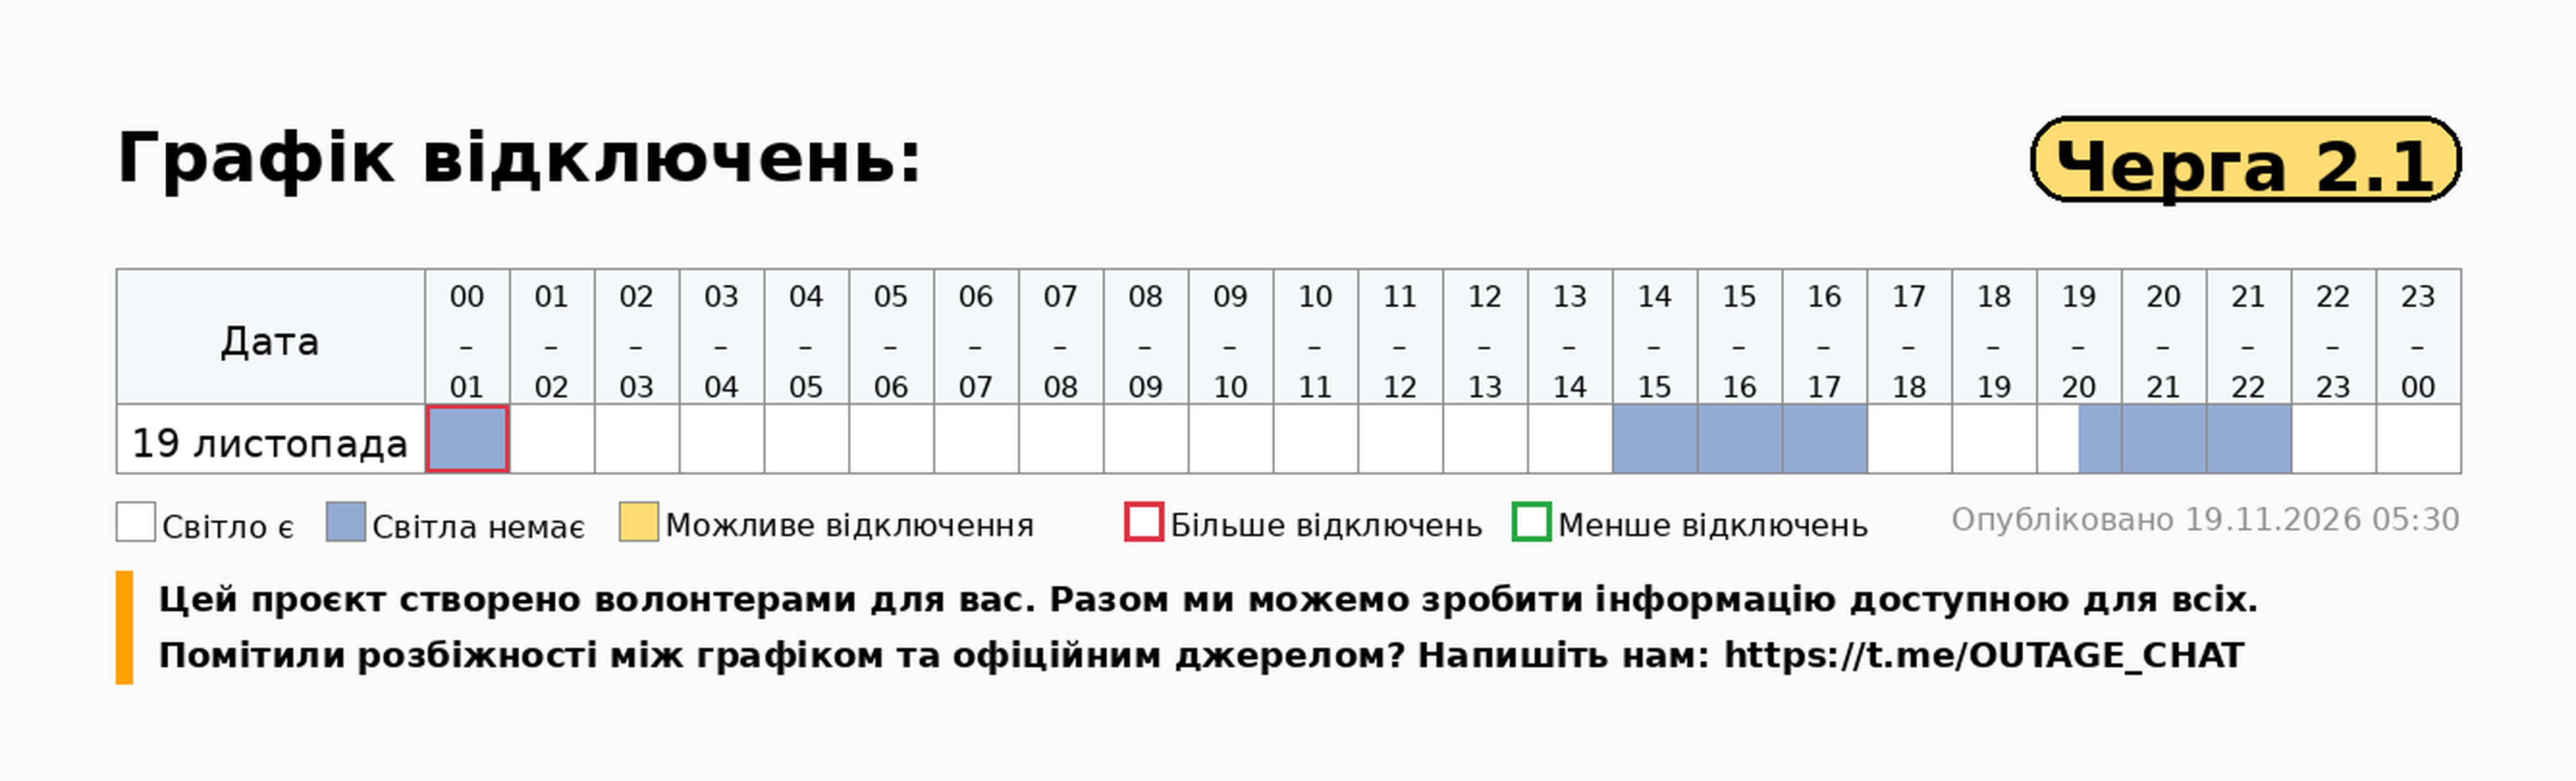 Графік відключень:
Черга 2.1
Дата
00 – 01
01 – 02
02 – 03
03 – 04
04 – 05
05 – 06
06 – 07
07 – 08
08 – 09
09 – 10
10 – 11
11 – 12
12 – 13
13 – 14
14 – 15
15 – 16
16 – 17
17 – 18
18 – 19
19 – 20
20 – 21
21 – 22
22 – 23
23 – 00
19 листопада
Світло є
Світла немає
Можливе відключення
Більше відключень
Менше відключень
Опубліковано 19.11.2026 05:30
Цей проєкт створено волонтерами для вас. Разом ми можемо зробити інформацію доступною для всіх.
Помітили розбіжності між графіком та офіційним джерелом? Напишіть нам: https://t.me/OUTAGE_CHAT